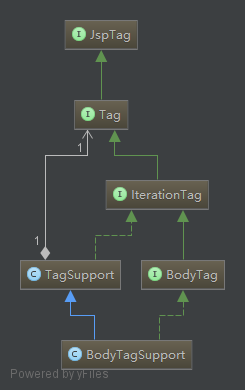 I JspTag
I Tag
1
I IterationTag
1
C TagSupport
I BodyTag
C BodyTagSupport
Powered by yFiles